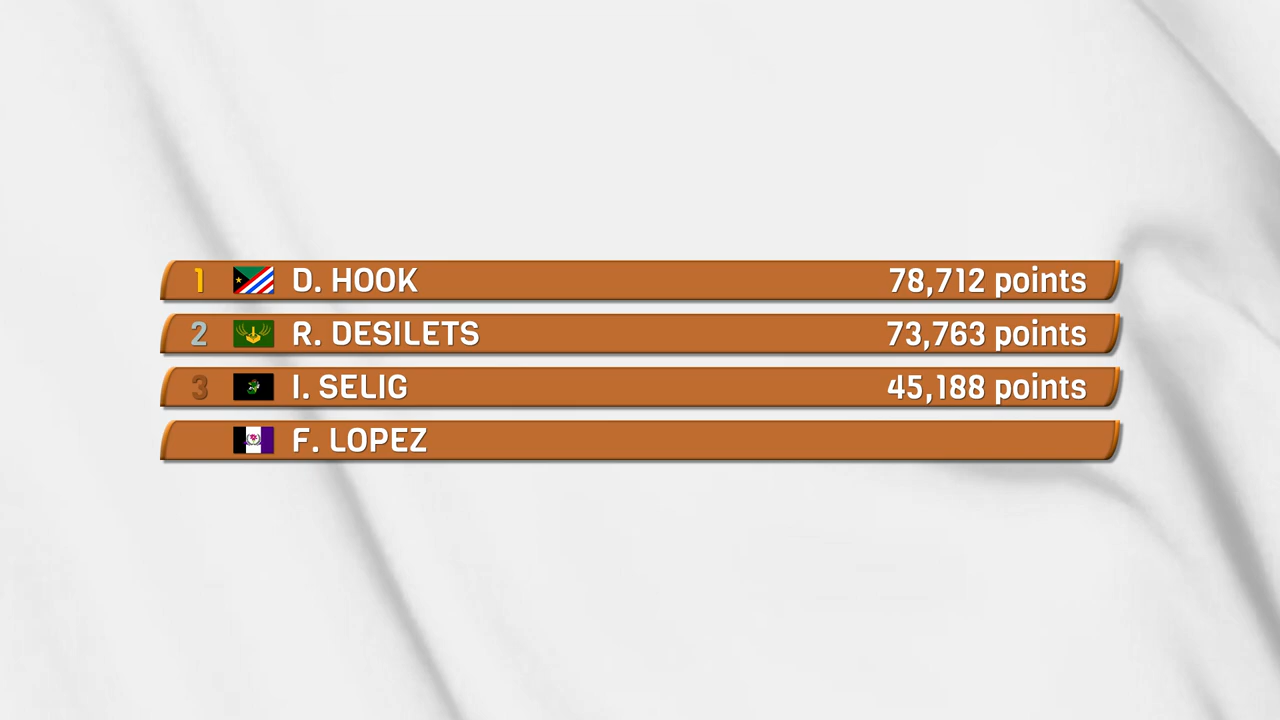 1 D. HOOK 78,712 points
2 R. DESILETS 73,763 points
3 I. SELIG 45,188 points
F. LOPEZ